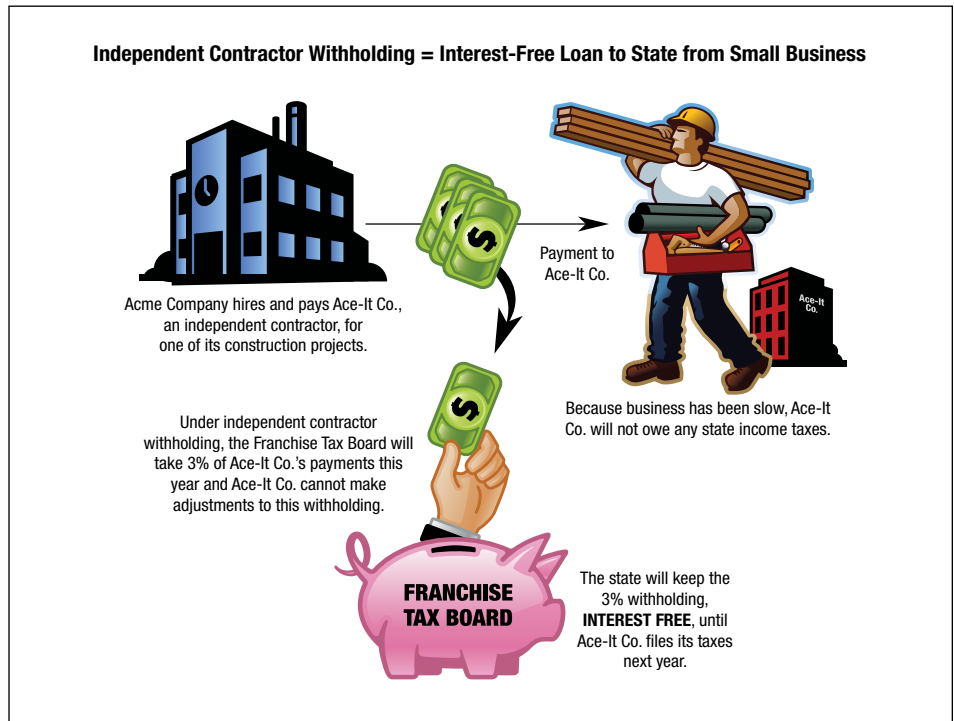 Independent Contractor Withholding = Interest-Free Loan to State from Small Business
Payment to
Ace-It Co.
Ace-It
Co.
Acme Company hires and pays Ace-It Co.,
an independent contractor, for
one of its construction projects.
Because business has been slow, Ace-It
Co. will not owe any state income taxes.
Under independent contractor
withholding, the Franchise Tax Board will
take 3% of Ace-It Co.'s payments this
year and Ace-It Co. cannot make
adjustments to this withholding.
FRANCHISE
TAX BOARD
The state will keep the
3% withholding,
INTEREST FREE, until
Ace-It Co. files its taxes
next year.
$
$
$
$